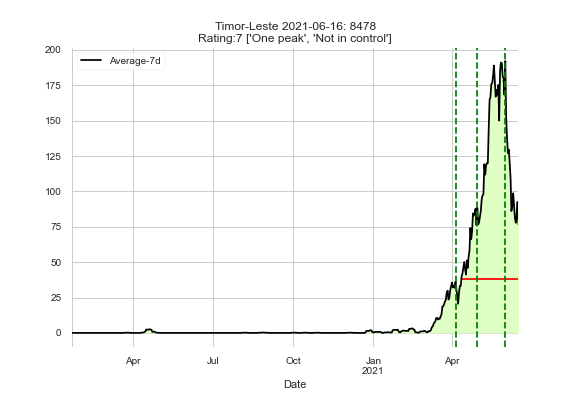 Timor-Leste 2021-06-16: 8478
Rating:7 ['One peak', 'Not in control']
200
Average-7d
175
150
125
100
75
50
25
0
Apr Jul Oct Jan Apr
2021
Date